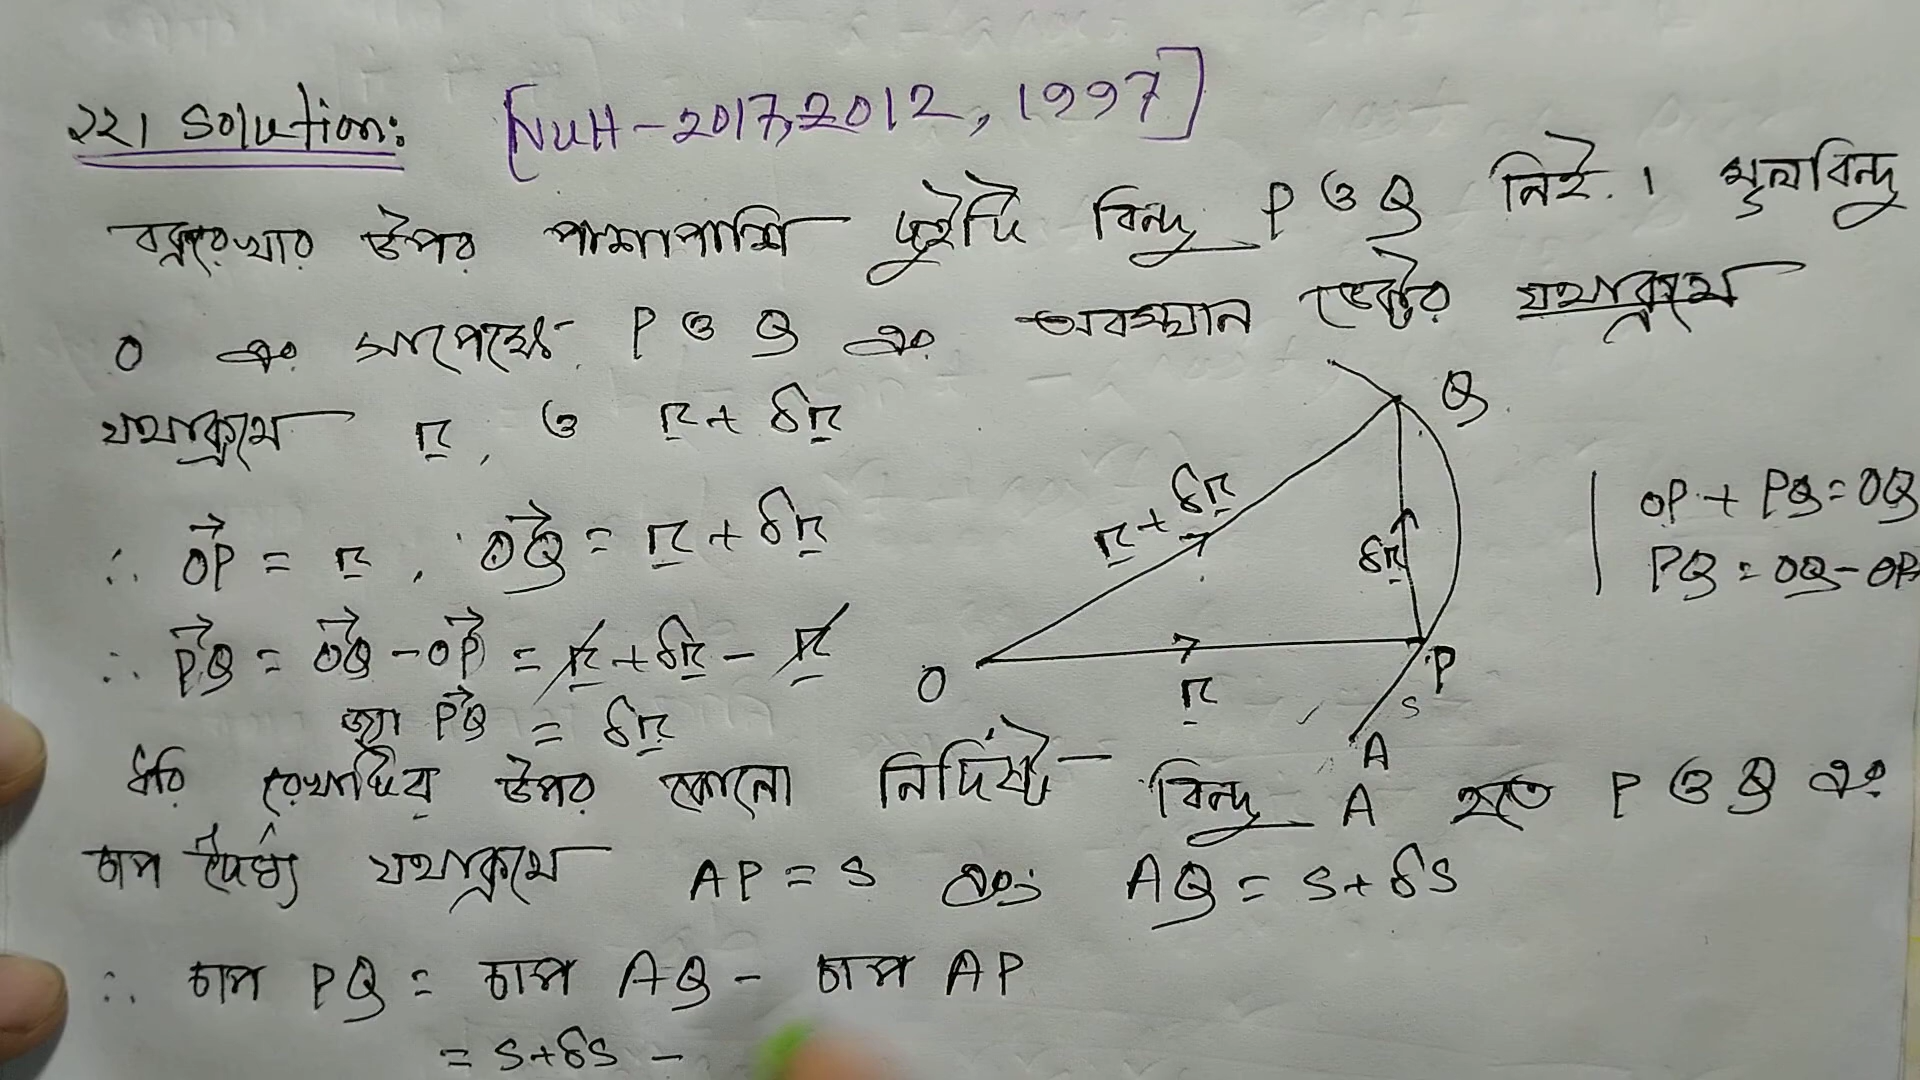 ২২। Solution: [NUH-2017,2012, 1997]
বক্ররেখার উপর পাশাপাশি দুইটি বিন্দু P ও Q নিই। মূলবিন্দু
O এর সাপেক্ষে P ও Q এর অবস্থান ভেক্টর যথাক্রমে
যথাক্রমে r, ও r + δr
∴ OP = r, OQ = r + δr
∴ PQ = OQ - OP = r + δr - r
জ্যা PQ = δr
Q
r + δr
δr
O
r
P
S
A
OP + PQ = OQ
PQ = OQ - OP
ধরি রেখাটির উপর কোনো নির্দিষ্ট বিন্দু A হতে P ও Q এর
চাপ দৈর্ঘ্য যথাক্রমে AP = s এবং AQ = s + δs
∴ চাপ PQ = চাপ AQ - চাপ AP
= s + δs -